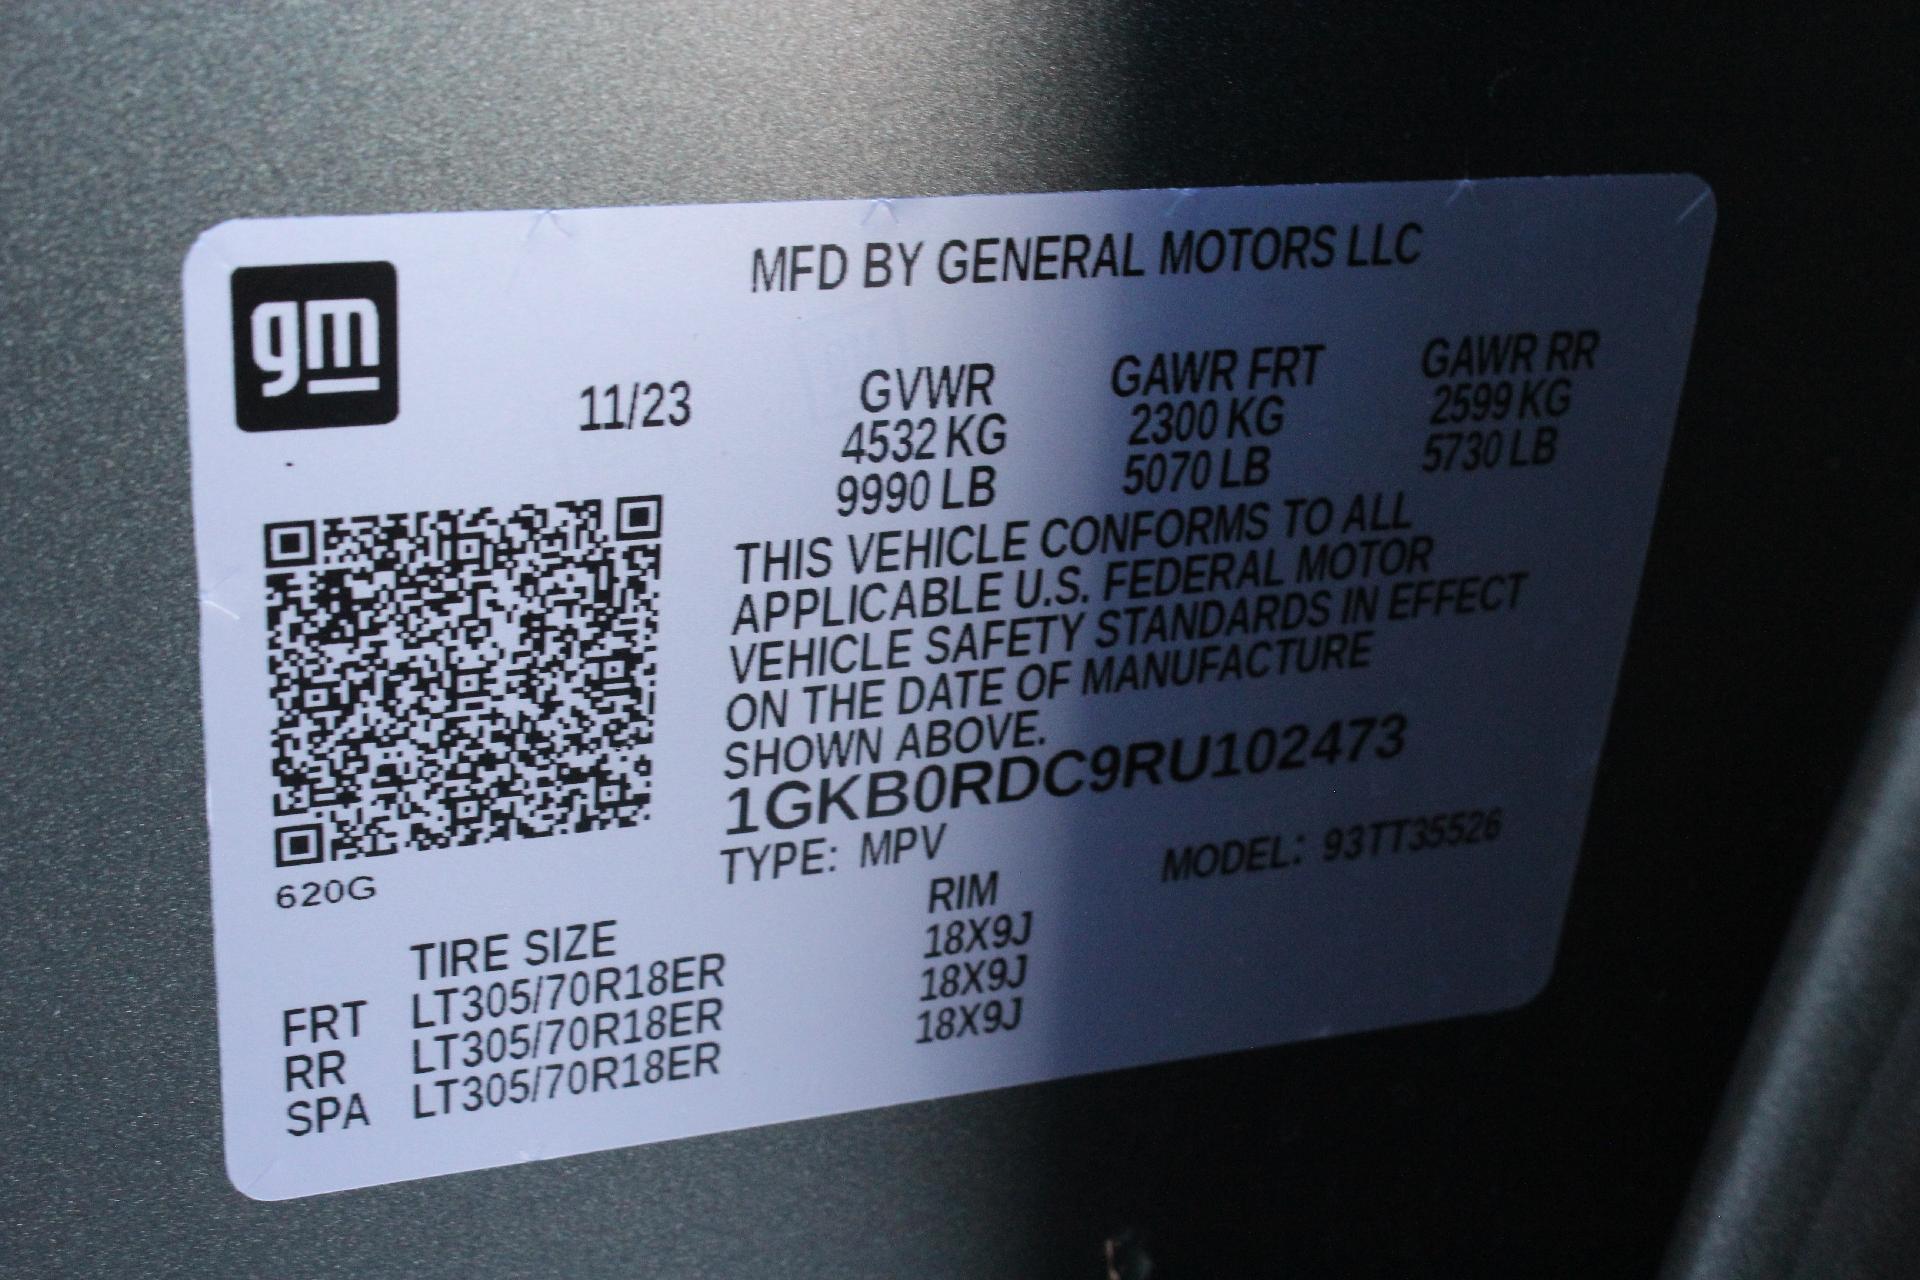 gm
MFD BY GENERAL MOTORS LLC
11/23
GVWR GAWR FRT GAWR RR
4532 KG 2300 KG 2599 KG
9990 LB 5070 LB 5730 LB
THIS VEHICLE CONFORMS TO ALL
APPLICABLE U.S. FEDERAL MOTOR
VEHICLE SAFETY STANDARDS IN EFFECT
ON THE DATE OF MANUFACTURE
SHOWN ABOVE.
1GKB0RDC9RU102473
TYPE: MPV MODEL: 93TT35526
620G
TIRE SIZE RIM
FRT LT305/70R18ER 18X9J
RR LT305/70R18ER 18X9J
SPA LT305/70R18ER 18X9J